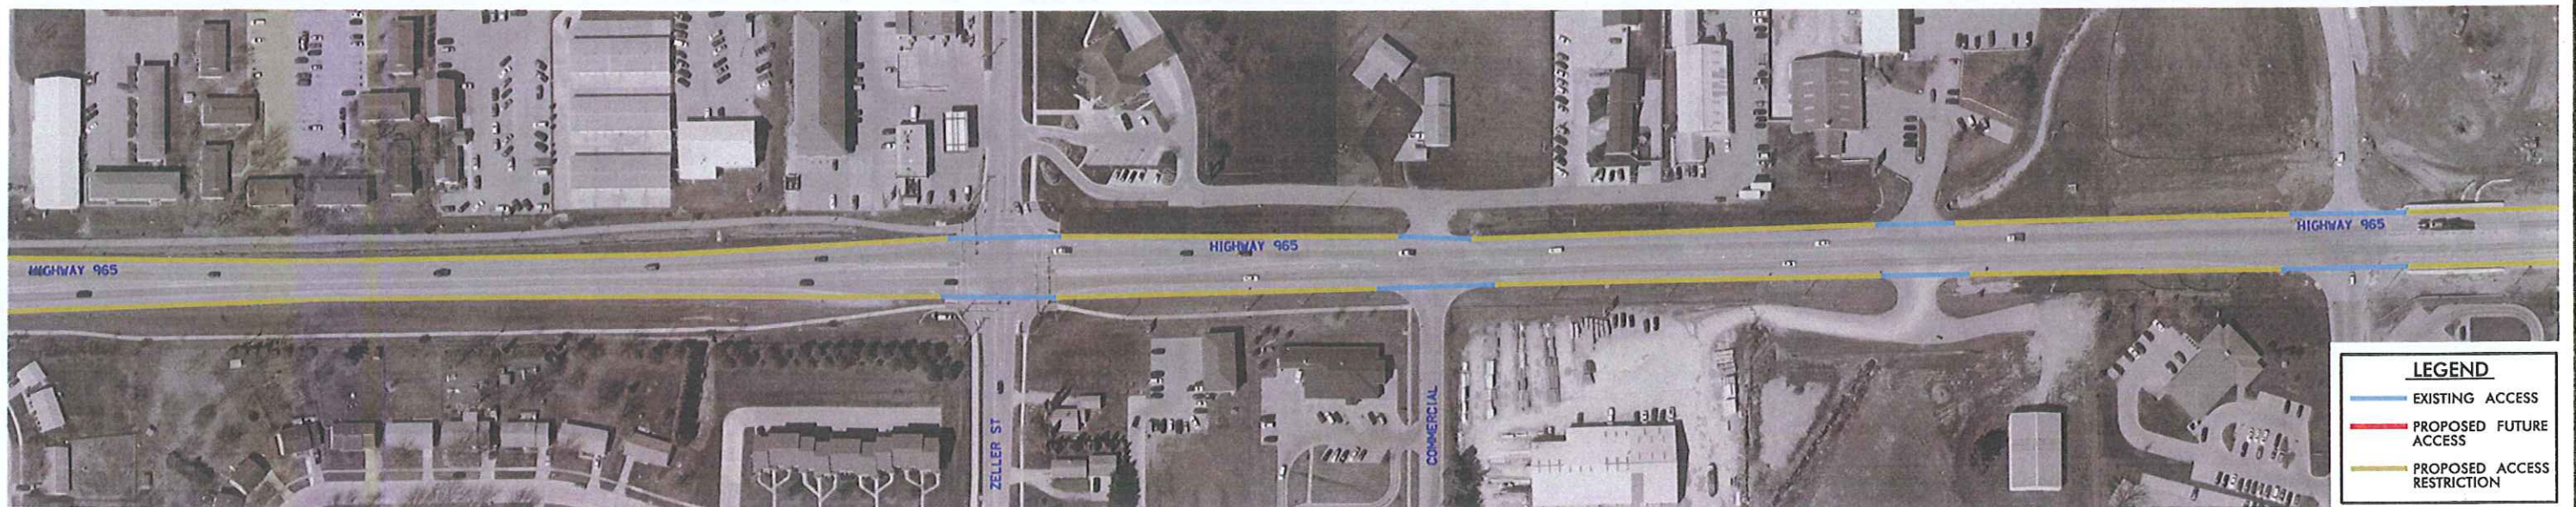 HIGHWAY 965
HIGHWAY 965
HIGHWAY 965
ZELLER ST
COMMERCIAL
LEGEND
EXISTING ACCESS
PROPOSED FUTURE
ACCESS
PROPOSED ACCESS
RESTRICTION